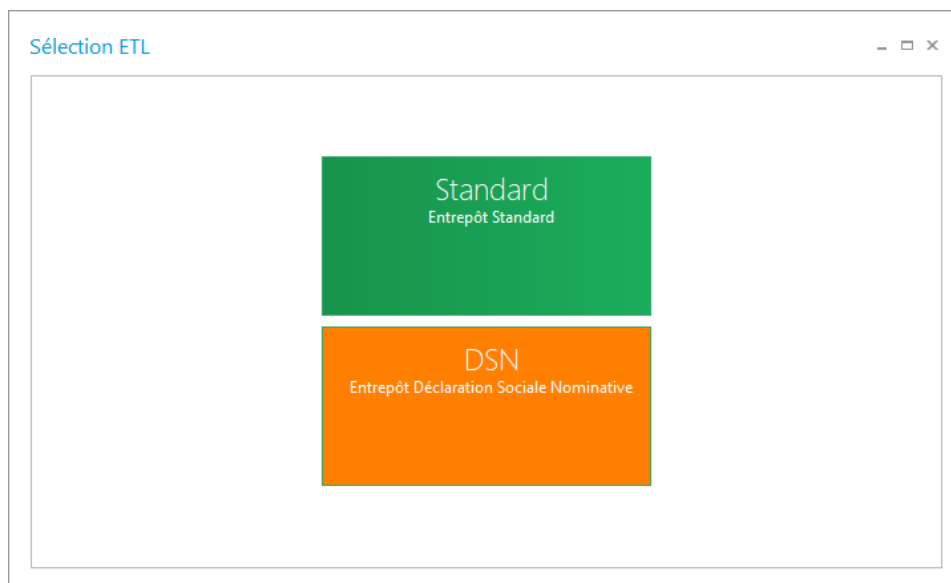 Sélection ETL
Standard
Entrepôt Standard
DSN
Entrepôt Déclaration Sociale Nominative